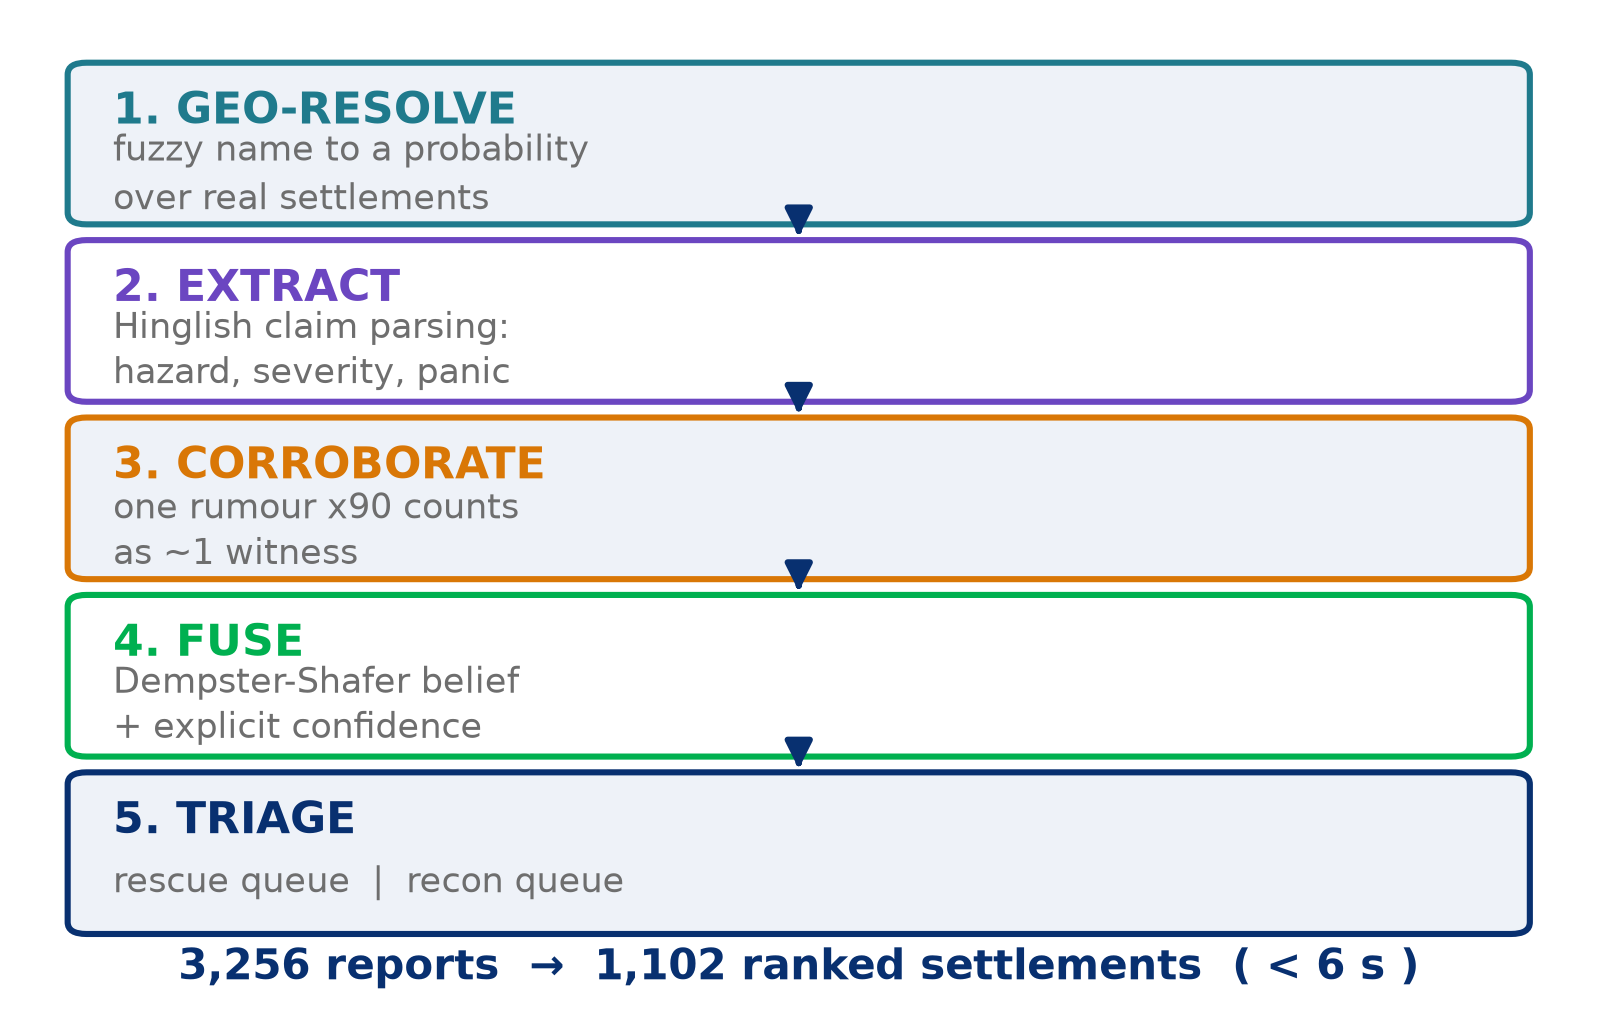 1. GEO-RESOLVE
fuzzy name to a probability
over real settlements
2. EXTRACT
Hinglish claim parsing:
hazard, severity, panic
3. CORROBORATE
one rumour x90 counts
as ~1 witness
4. FUSE
Dempster-Shafer belief
+ explicit confidence
5. TRIAGE
rescue queue | recon queue
3,256 reports → 1,102 ranked settlements ( < 6 s )